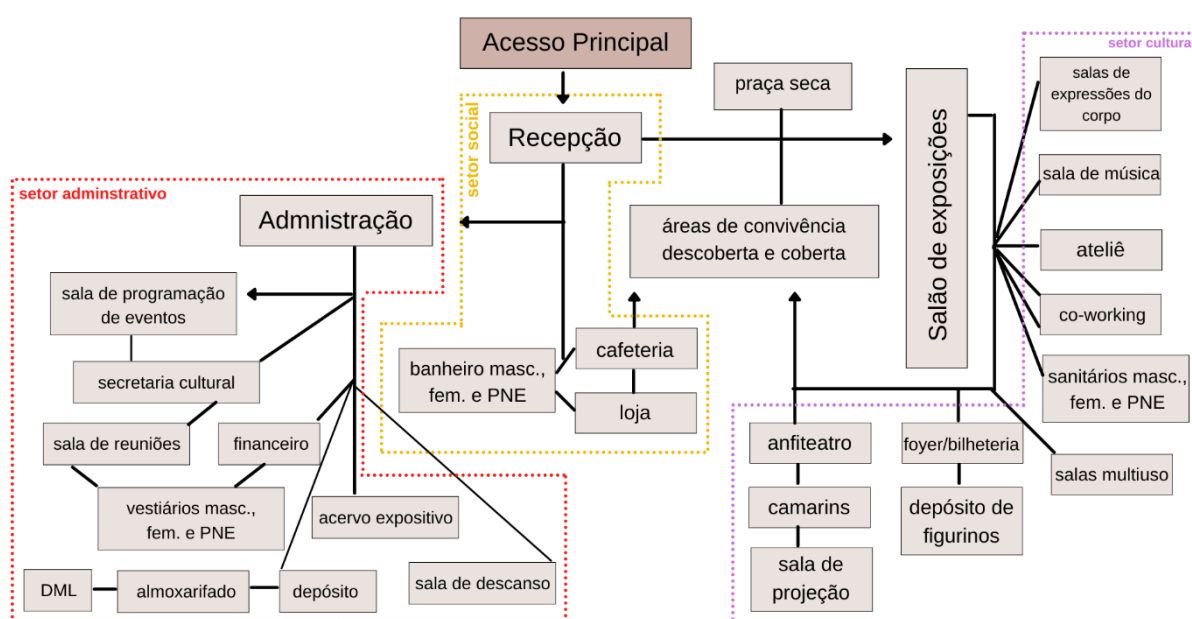 Acesso Principal
setor cultura
praça seca
salas de
expressões do
corpo
setor social
Recepção
Salão de exposições
sala de música
setor adminstrativo
Admnistração
áreas de convivência
descoberta e coberta
ateliê
sala de programação
de eventos
co-working
cafeteria
banheiro masc.,
fem. e PNE
secretaria cultural
sanitários masc.,
fem. e PNE
loja
sala de reuniões
financeiro
anfiteatro
foyer/bilheteria
salas multiuso
vestiários masc.,
fem. e PNE
acervo expositivo
camarins
depósito de
figurinos
sala de
projeção
DML
almoxarifado
depósito
sala de descanso